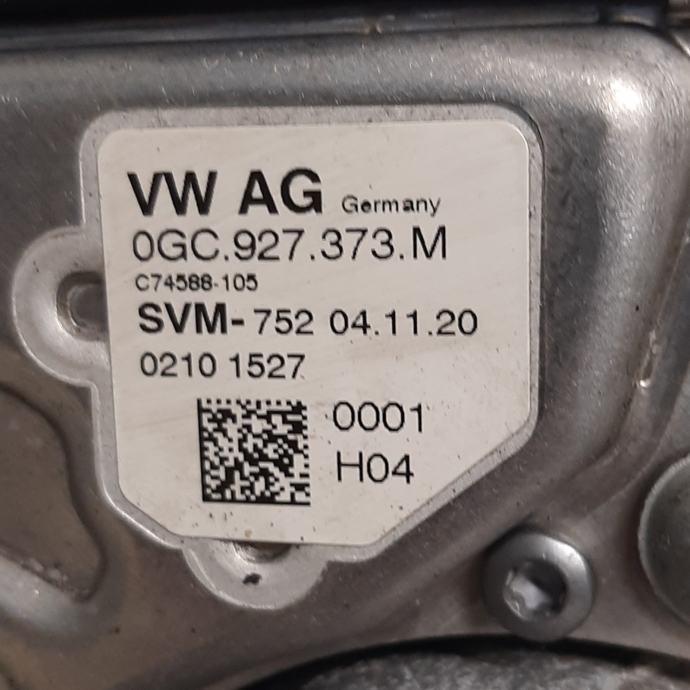 VW AG Germany
0GC.927.373.M
C74588-105
SVM-752 04.11.20
0210 1527
0001
H04